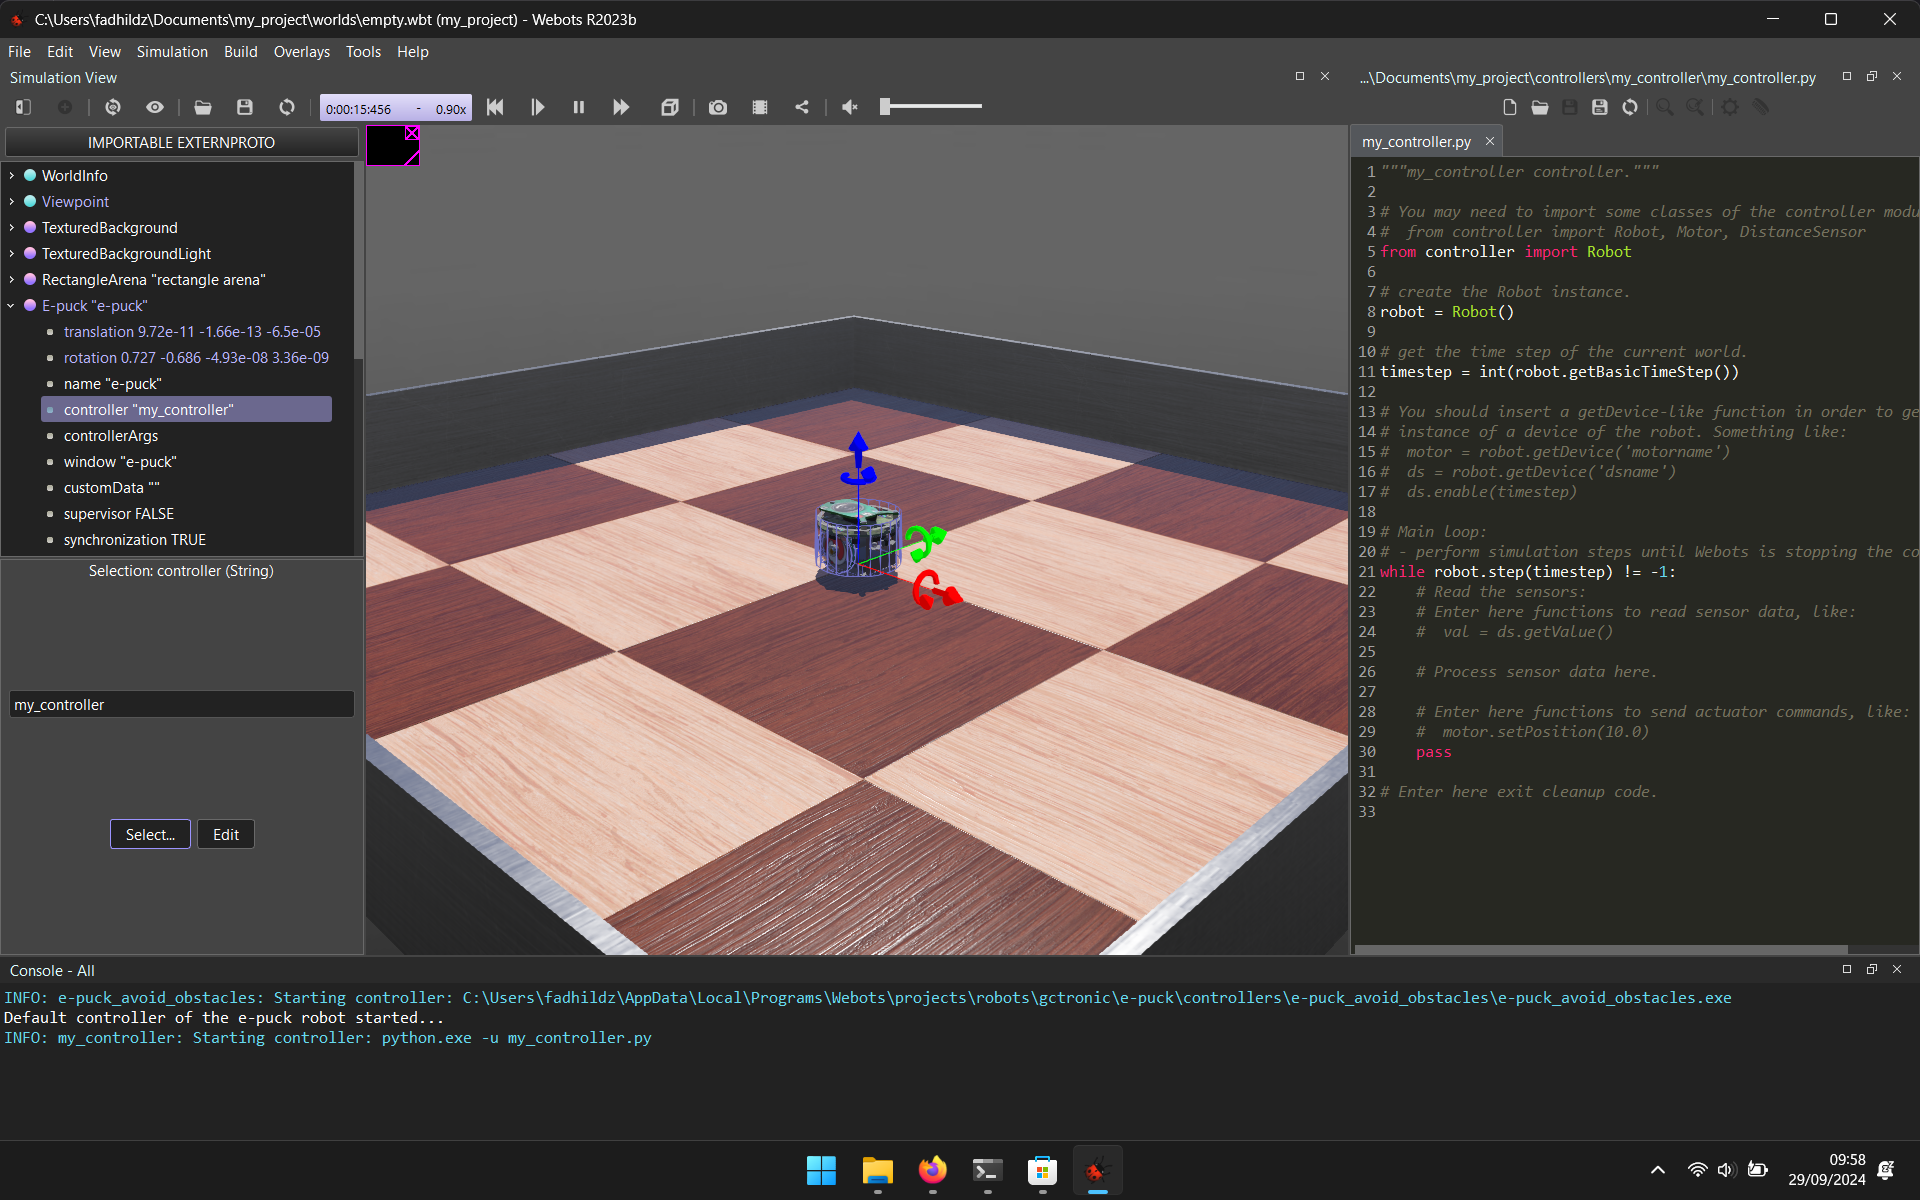 C:\Users\fadhildz\Documents\my_project\worlds\empty.wbt (my_project) - Webots R2023b
File Edit View Simulation Build Overlays Tools Help
Simulation View
0:00:15:456 - 0.90x
IMPORTABLE EXTERNPROTO
WorldInfo
Viewpoint
TexturedBackground
TexturedBackgroundLight
RectangleArena "rectangle arena"
E-puck "e-puck"
translation 9.72e-11 -1.66e-13 -6.5e-05
rotation 0.727 -0.686 -4.93e-08 3.36e-09
name "e-puck"
controller "my_controller"
controllerArgs
window "e-puck"
customData ""
supervisor FALSE
synchronization TRUE
Selection: controller (String)
my_controller
Select... Edit
...\Documents\my_project\controllers\my_controller\my_controller.py
my_controller.py
1 """my_controller controller."""
2
3 # You may need to import some classes of the controller modu
4 #  from controller import Robot, Motor, DistanceSensor
5 from controller import Robot
6
7 # create the Robot instance.
8 robot = Robot()
9
10 # get the time step of the current world.
11 timestep = int(robot.getBasicTimeStep())
12
13 # You should insert a getDevice-like function in order to ge
14 # instance of a device of the robot. Something like:
15 #  motor = robot.getDevice('motorname')
16 #  ds = robot.getDevice('dsname')
17 #  ds.enable(timestep)
18
19 # Main loop:
20 # - perform simulation steps until Webots is stopping the co
21 while robot.step(timestep) != -1:
22     # Read the sensors:
23     # Enter here functions to read sensor data, like:
24     #  val = ds.getValue()
25
26     # Process sensor data here.
27
28     # Enter here functions to send actuator commands, like:
29     #  motor.setPosition(10.0)
30     pass
31
32 # Enter here exit cleanup code.
33
Console - All
INFO: e-puck_avoid_obstacles: Starting controller: C:\Users\fadhildz\AppData\Local\Programs\Webots\projects\robots\gctronic\e-puck\controllers\e-puck_avoid_obstacles\e-puck_avoid_obstacles.exe
Default controller of the e-puck robot started...
INFO: my_controller: Starting controller: python.exe -u my_controller.py
09:58
29/09/2024